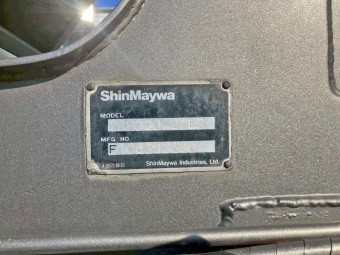 ShinMaywa
MODEL
MFG. NO.
F
ShinMaywa Industries, Ltd.